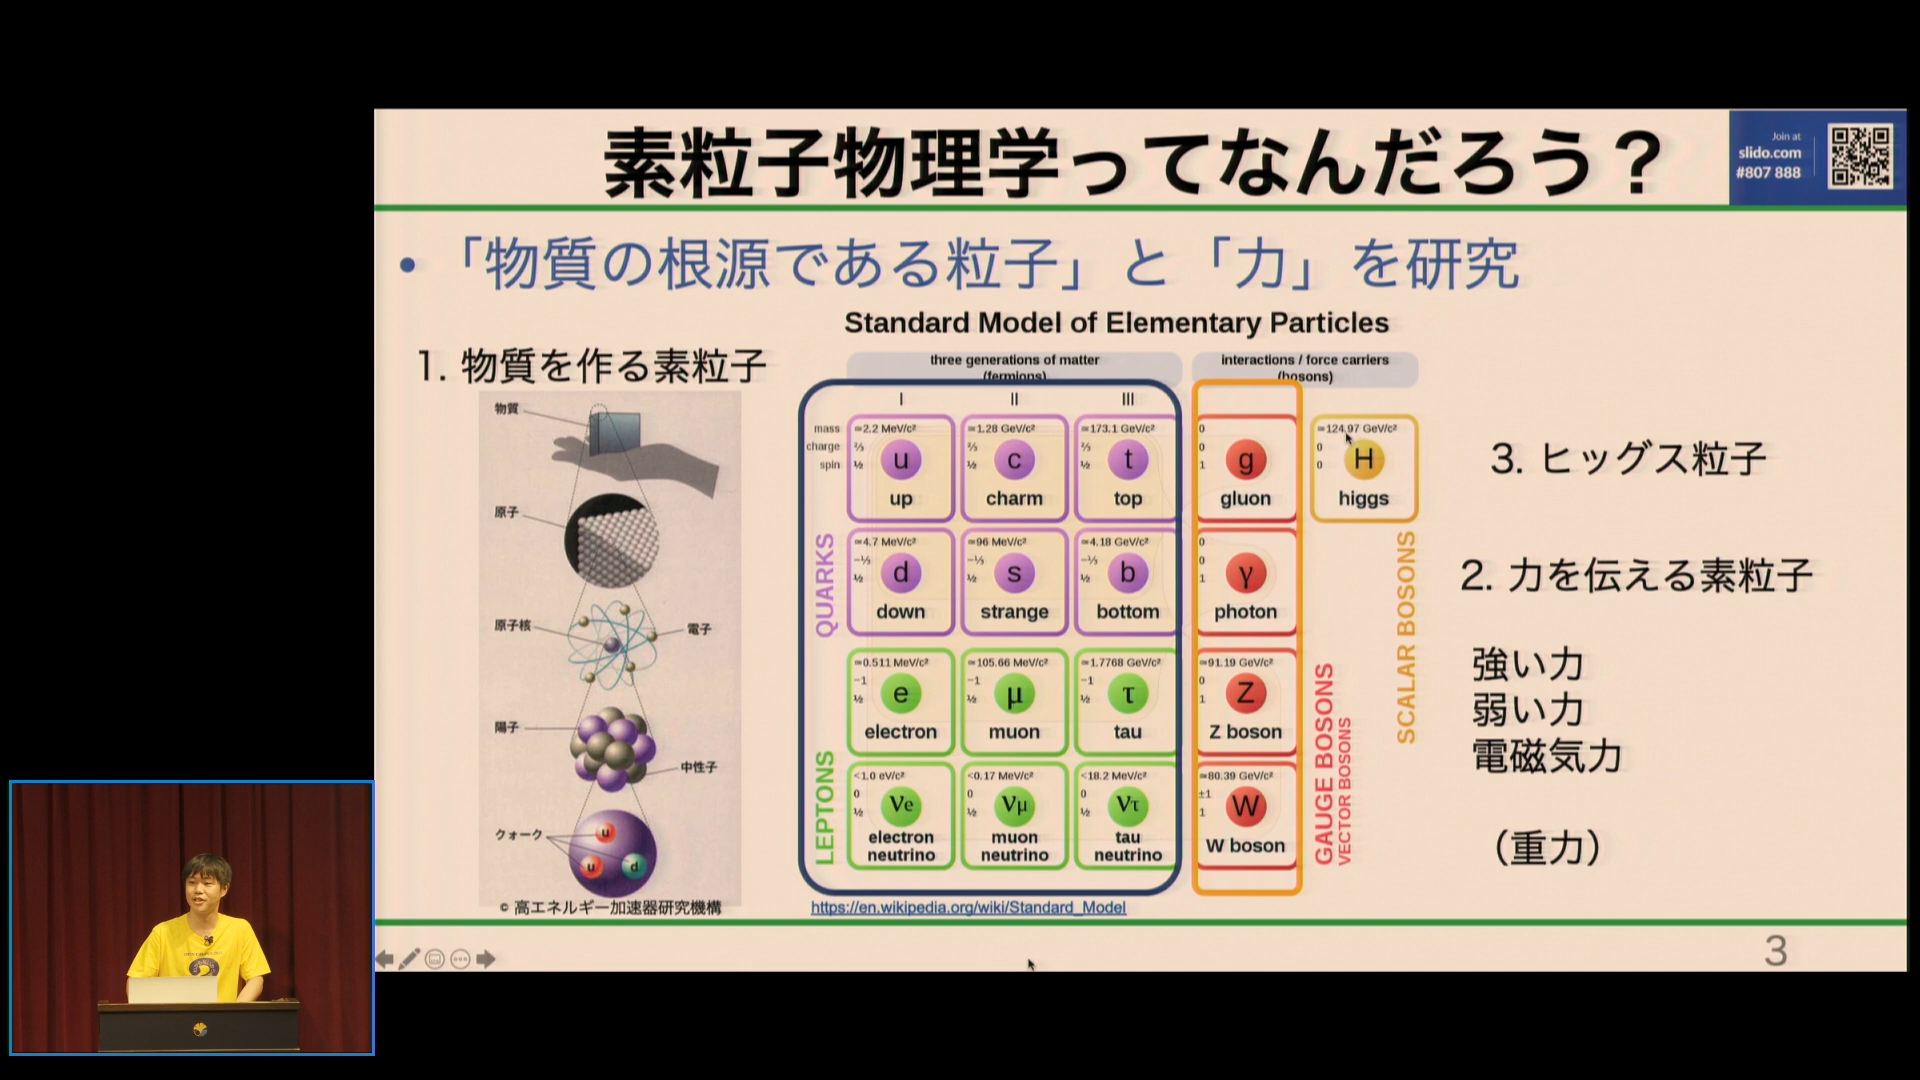 素粒子物理学ってなんだろう？
Join at
slido.com
#807 888
• 「物質の根源である粒子」と「力」を研究
Standard Model of Elementary Particles
1. 物質を作る素粒子
three generations of matter
(fermions)
interactions / force carriers
(bosons)
I II III
mass
charge
spin
≃2.2 MeV/c²
⅔
½
u
up
≃1.28 GeV/c²
⅔
½
c
charm
≃173.1 GeV/c²
⅔
½
t
top
0
0
1
g
gluon
≃124.97 GeV/c²
0
0
H
higgs
QUARKS
≃4.7 MeV/c²
−⅓
½
d
down
≃96 MeV/c²
−⅓
½
s
strange
≃4.18 GeV/c²
−⅓
½
b
bottom
0
0
1
γ
photon
LEPTONS
≃0.511 MeV/c²
−1
½
e
electron
≃105.66 MeV/c²
−1
½
μ
muon
≃1.7768 GeV/c²
−1
½
τ
tau
≃91.19 GeV/c²
0
1
Z
Z boson
<1.0 eV/c²
0
½
νe
electron
neutrino
<0.17 MeV/c²
0
½
νμ
muon
neutrino
<18.2 MeV/c²
0
½
ντ
tau
neutrino
≃80.39 GeV/c²
±1
1
W
W boson
GAUGE BOSONS
VECTOR BOSONS
SCALAR BOSONS
物質
原子
原子核
電子
陽子
中性子
クォーク
u
u
d
© 高エネルギー加速器研究機構
https://en.wikipedia.org/wiki/Standard_Model
3. ヒッグス粒子
2. 力を伝える素粒子
強い力
弱い力
電磁気力
（重力）
3